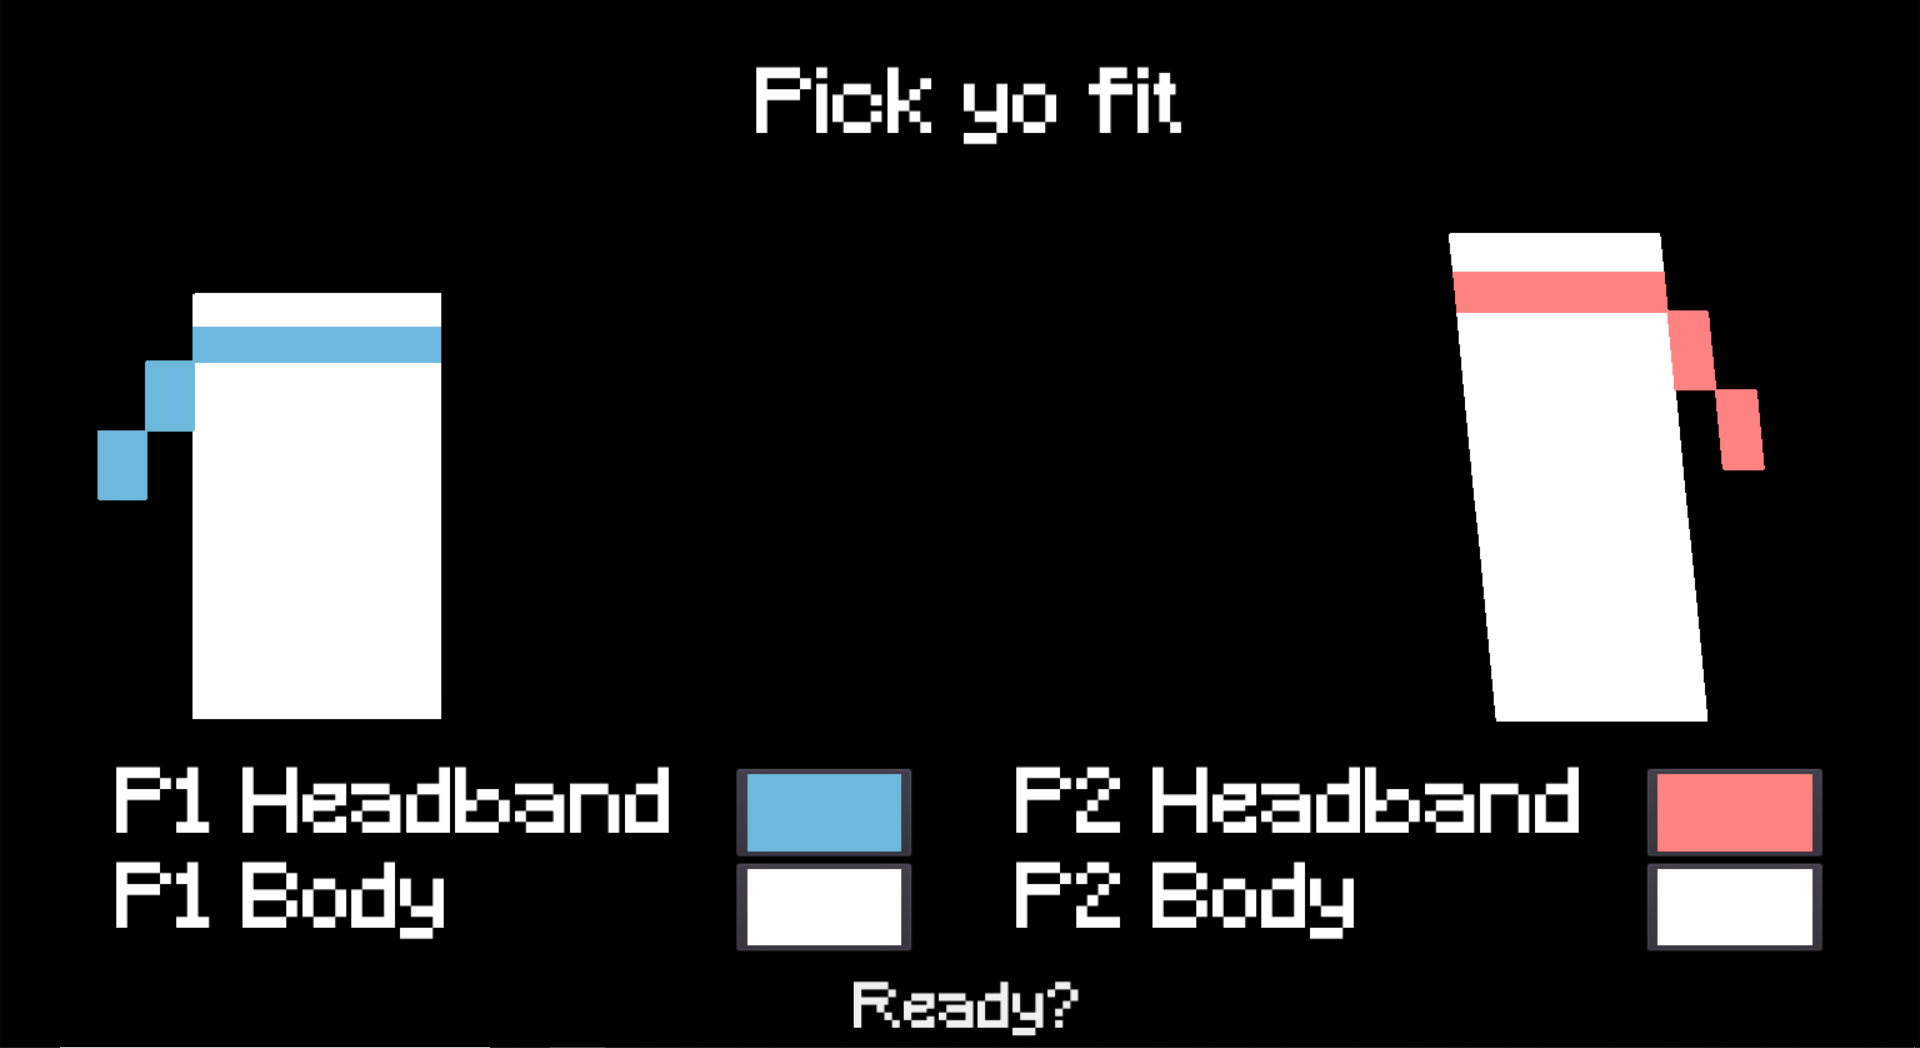 Pick yo fit
P1 Headband
P2 Headband
P1 Body
P2 Body
Ready?